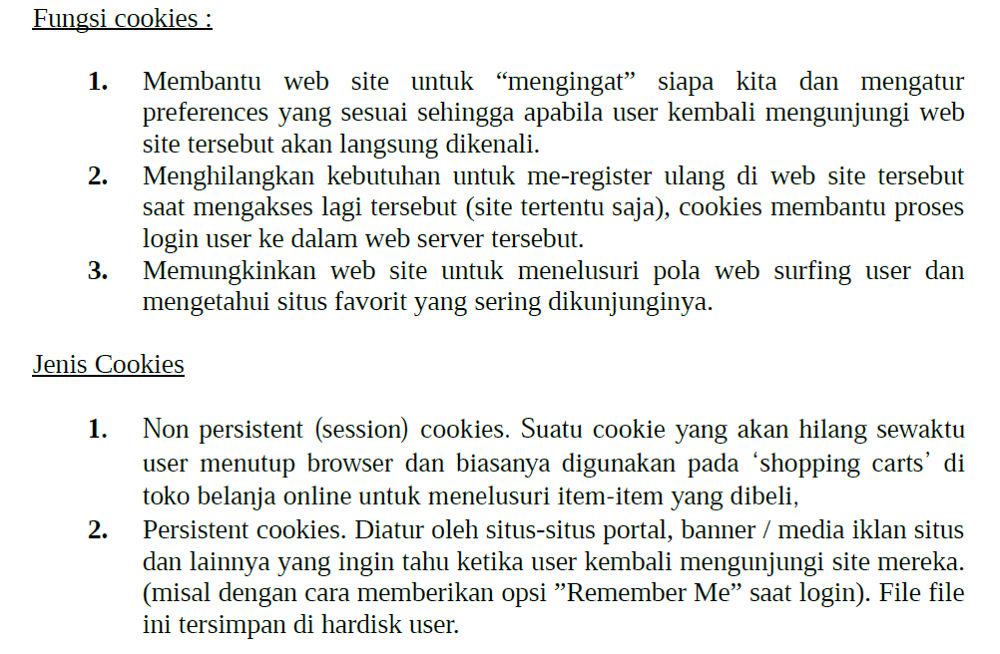 Fungsi cookies :
1. Membantu web site untuk “mengingat” siapa kita dan mengatur
preferences yang sesuai sehingga apabila user kembali mengunjungi web
site tersebut akan langsung dikenali.
2. Menghilangkan kebutuhan untuk me-register ulang di web site tersebut
saat mengakses lagi tersebut (site tertentu saja), cookies membantu proses
login user ke dalam web server tersebut.
3. Memungkinkan web site untuk menelusuri pola web surfing user dan
mengetahui situs favorit yang sering dikunjunginya.
Jenis Cookies
1. Non persistent (session) cookies. Suatu cookie yang akan hilang sewaktu
user menutup browser dan biasanya digunakan pada ‘shopping carts’ di
toko belanja online untuk menelusuri item-item yang dibeli,
2. Persistent cookies. Diatur oleh situs-situs portal, banner / media iklan situs
dan lainnya yang ingin tahu ketika user kembali mengunjungi site mereka.
(misal dengan cara memberikan opsi ”Remember Me” saat login). File file
ini tersimpan di hardisk user.